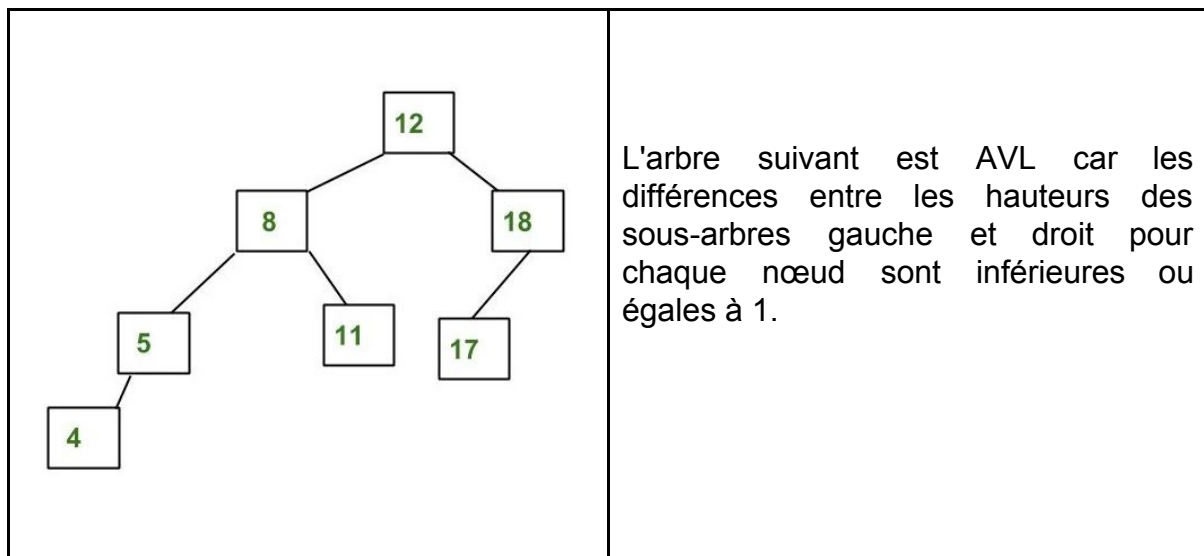 12
8
18
5
11
17
4
L'arbre suivant est AVL car les
différences entre les hauteurs des
sous-arbres gauche et droit pour
chaque nœud sont inférieures ou
égales à 1.